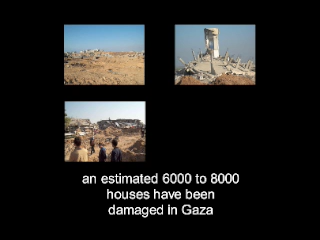 an estimated 6000 to 8000
houses have been
damaged in Gaza